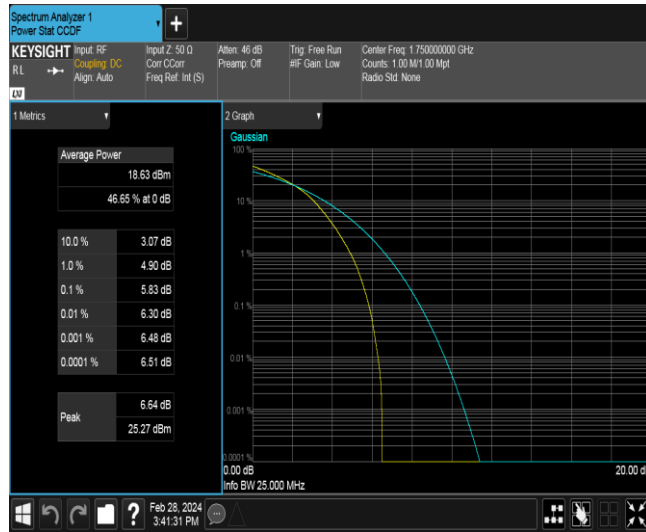 Spectrum Analyzer 1
Power Stat CCDF
+
KEYSIGHT
RL
LXI
Input: RF
Coupling: DC
Align: Auto
Input Z: 50 Ω
Corr CCorr
Freq Ref: Int (S)
Atten: 46 dB
Preamp: Off
Trig: Free Run
#IF Gain: Low
Center Freq: 1.750000000 GHz
Counts: 1.00 M/1.00 Mpt
Radio Std: None
1 Metrics
Average Power
18.63 dBm
46.65 % at 0 dB
10.0 % 3.07 dB
1.0 % 4.90 dB
0.1 % 5.83 dB
0.01 % 6.30 dB
0.001 % 6.48 dB
0.0001 % 6.51 dB
Peak
6.64 dB
25.27 dBm
2 Graph
Gaussian
100 %
10 %
1 %
0.1 %
0.01 %
0.001 %
0.0001 %
0.00 dB
20.00 d
Info BW 25.000 MHz
?
Feb 28, 2024
3:41:31 PM